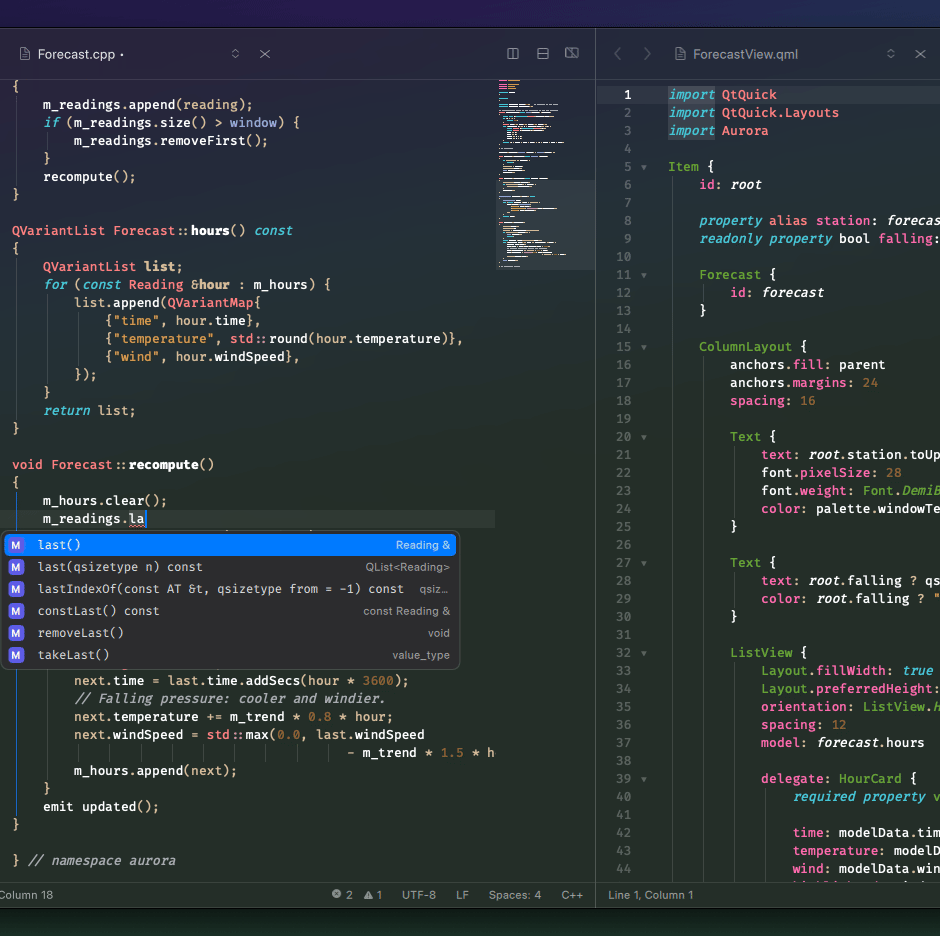 Forecast.cpp •
{
m_readings.append(reading);
if (m_readings.size() > window) {
m_readings.removeFirst();
}
recompute();
}
QVariantList Forecast::hours() const
{
QVariantList list;
for (const Reading &hour : m_hours) {
list.append(QVariantMap{
{"time", hour.time},
{"temperature", std::round(hour.temperature)},
{"wind", hour.windSpeed},
});
}
return list;
}
void Forecast::recompute()
{
m_hours.clear();
m_readings.la
M last() Reading &
M last(qsizetype n) const QList<Reading>
M lastIndexOf(const AT &t, qsizetype from = -1) const qsiz…
M constLast() const const Reading &
M removeLast() void
M takeLast() value_type
next.time = last.time.addSecs(hour * 3600);
// Falling pressure: cooler and windier.
next.temperature += m_trend * 0.8 * hour;
next.windSpeed = std::max(0.0, last.windSpeed
- m_trend * 1.5 * h
m_hours.append(next);
}
emit updated();
}
} // namespace aurora
Column 18 2 1 UTF-8 LF Spaces: 4 C++
ForecastView.qml
1 import QtQuick
2 import QtQuick.Layouts
3 import Aurora
4
5 Item {
6 id: root
7
8 property alias station: forecas
9 readonly property bool falling:
10
11 Forecast {
12 id: forecast
13 }
14
15 ColumnLayout {
16 anchors.fill: parent
17 anchors.margins: 24
18 spacing: 16
19
20 Text {
21 text: root.station.toUp
22 font.pixelSize: 28
23 font.weight: Font.DemiB
24 color: palette.windowTe
25 }
26
27 Text {
28 text: root.falling ? qs
29 color: root.falling ? "
30 }
31
32 ListView {
33 Layout.fillWidth: true
34 Layout.preferredHeight:
35 orientation: ListView.H
36 spacing: 12
37 model: forecast.hours
38
39 delegate: HourCard {
40 required property v
41
42 time: modelData.tim
43 temperature: modelD
44 wind: modelData.win
Line 1, Column 1